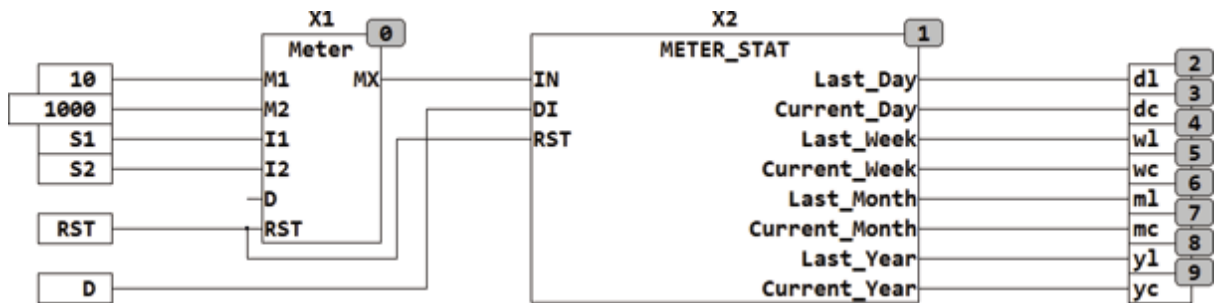 X1 X2
0 1
Meter METER_STAT
2
10 M1 MX IN Last_Day dl
3
1000 M2 DI Current_Day dc
4
S1 I1 RST Last_Week wl
5
S2 I2 Current_Week wc
6
D Last_Month ml
7
RST RST Current_Month mc
8
Last_Year yl
9
D Current_Year yc